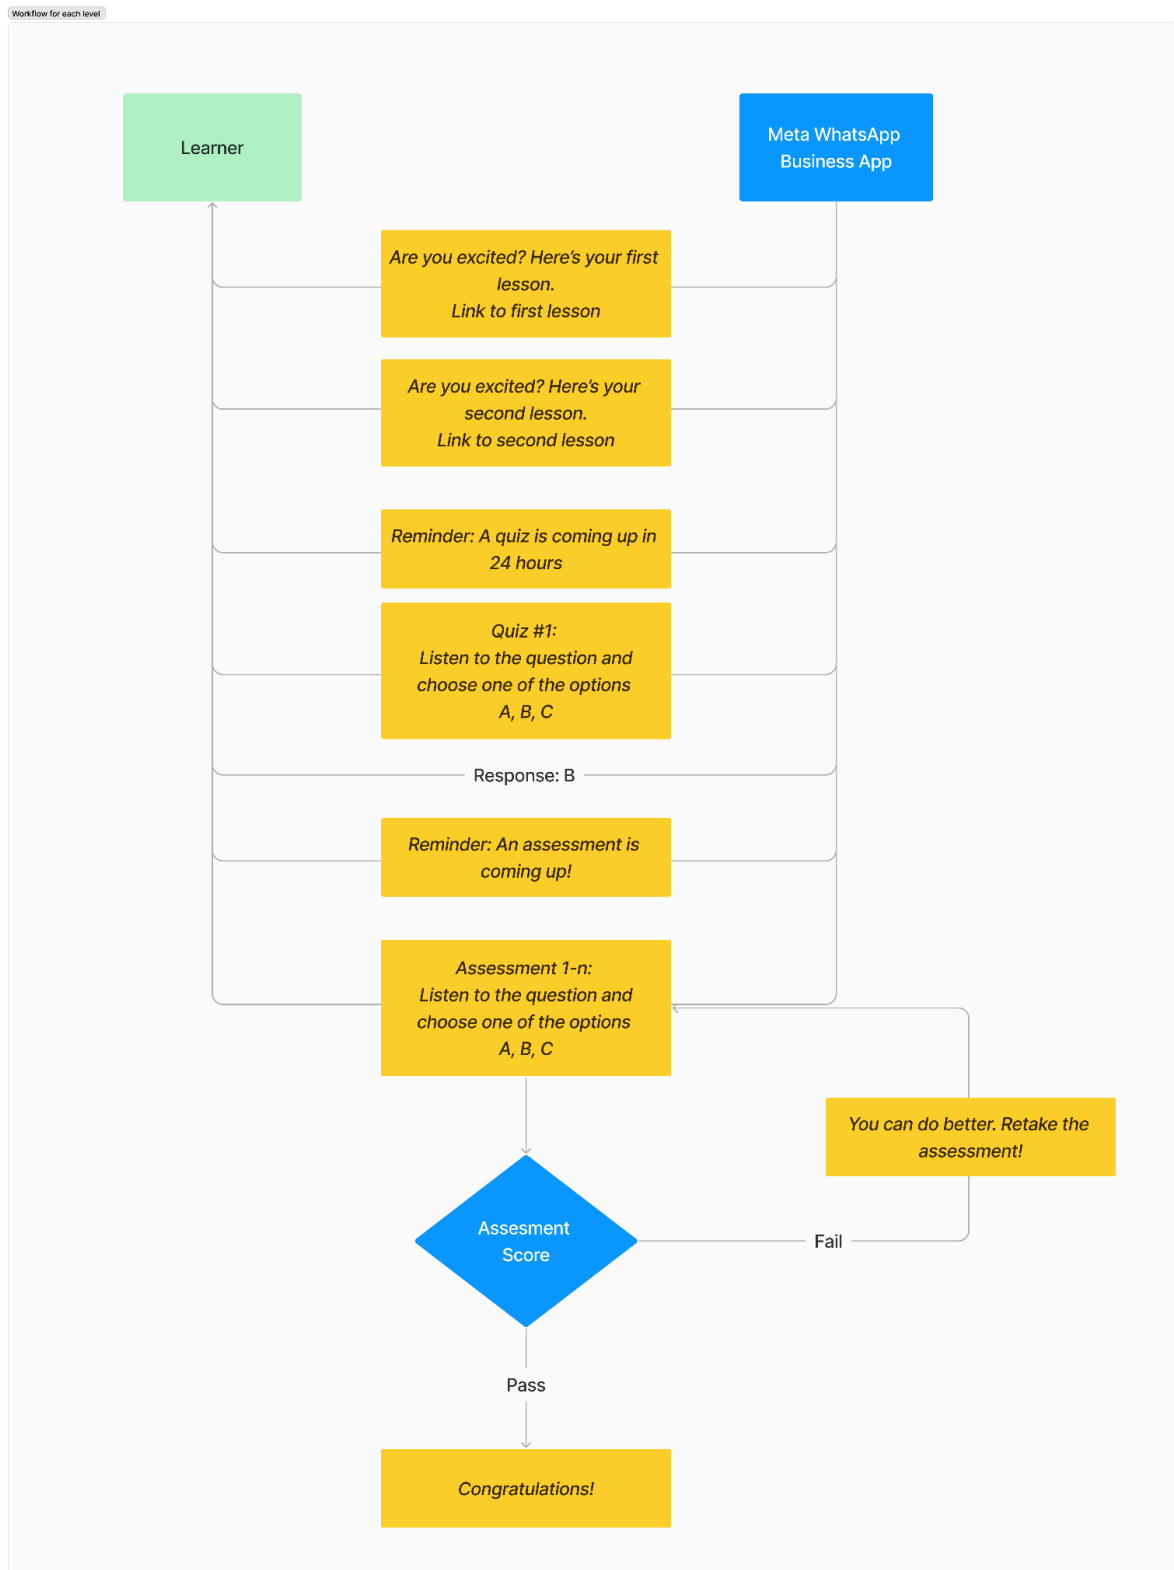 Workflow for each level
Learner
Meta WhatsApp
Business App
Are you excited? Here's your first
lesson.
Link to first lesson
Are you excited? Here's your
second lesson.
Link to second lesson
Reminder: A quiz is coming up in
24 hours
Quiz #1:
Listen to the question and
choose one of the options
A, B, C
Response: B
Reminder: An assessment is
coming up!
Assessment 1-n:
Listen to the question and
choose one of the options
A, B, C
You can do better. Retake the
assessment!
Assesment
Score
Fail
Pass
Congratulations!